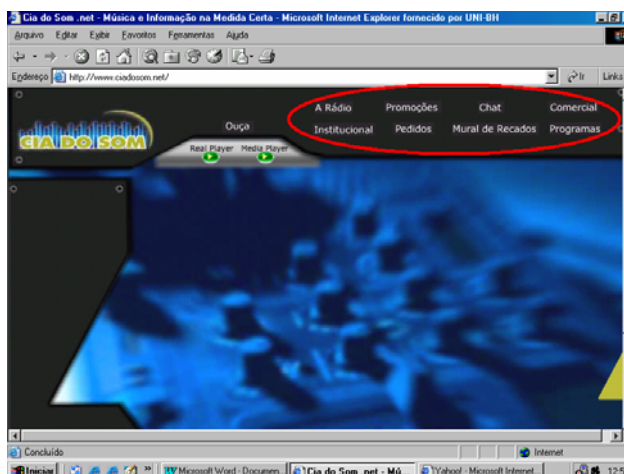 Cia do Som .net - Música e Informação na Medida Certa - Microsoft Internet Explorer fornecido por UNI-BH
Arquivo Editar Exibir Favoritos Ferramentas Ajuda
Endereço http://www.ciadosom.net/ Ir Links
A Rádio Promoções Chat Comercial
Ouça
Institucional Pedidos Mural de Recados Programas
CIA DO SOM
Real Player Media Player
Concluído Internet
Iniciar Microsoft Word - Documen... Cia do Som .net - Mú... Yahoo! - Microsoft Internet...